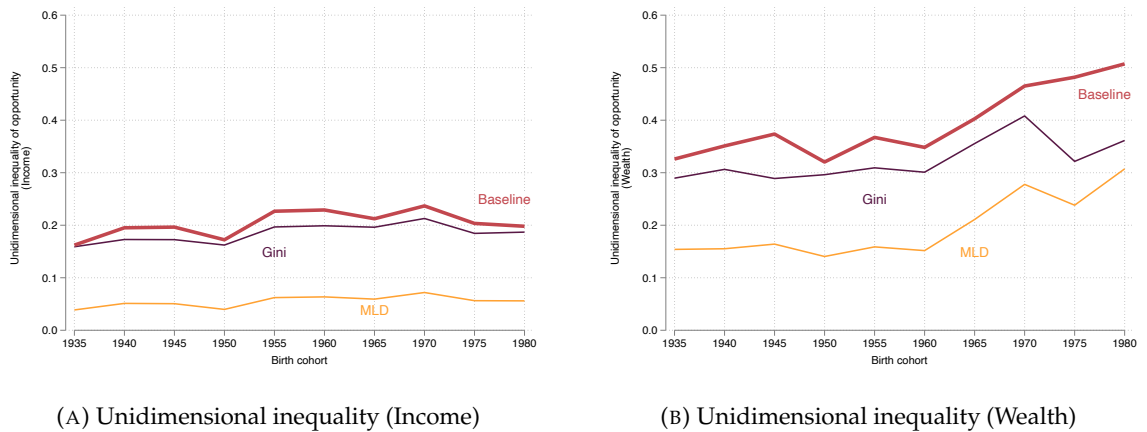 Unidimensional inequality of opportunity
(Income)
0.6
0.5
0.4
0.3
0.2
0.1
0.0
Baseline
Gini
MLD
1935 1940 1945 1950 1955 1960 1965 1970 1975 1980
Birth cohort
(A) Unidimensional inequality (Income)
Unidimensional inequality of opportunity
(Wealth)
0.6
0.5
0.4
0.3
0.2
0.1
0.0
Baseline
Gini
MLD
1935 1940 1945 1950 1955 1960 1965 1970 1975 1980
Birth cohort
(B) Unidimensional inequality (Wealth)